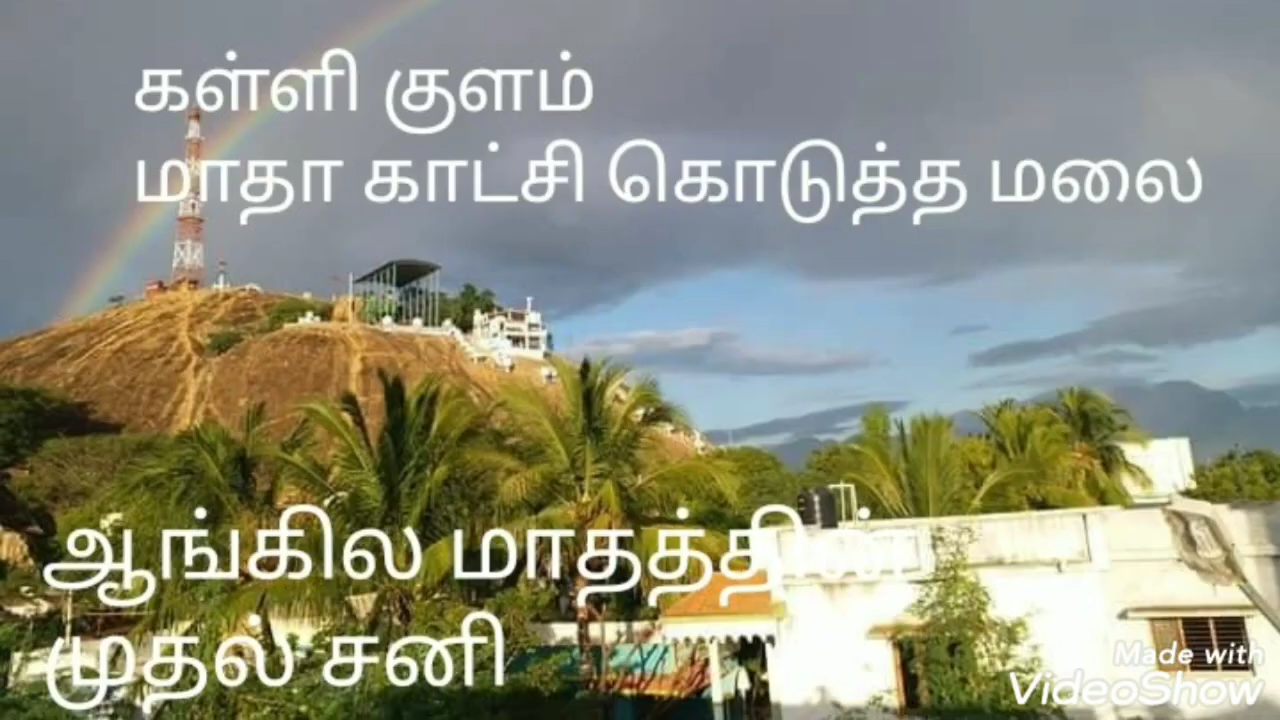 கள்ளி குளம்
மாதா காட்சி கொடுத்த மலை
ஆங்கில மாதத்தின்
முதல் சனி
Made with
VideoShow